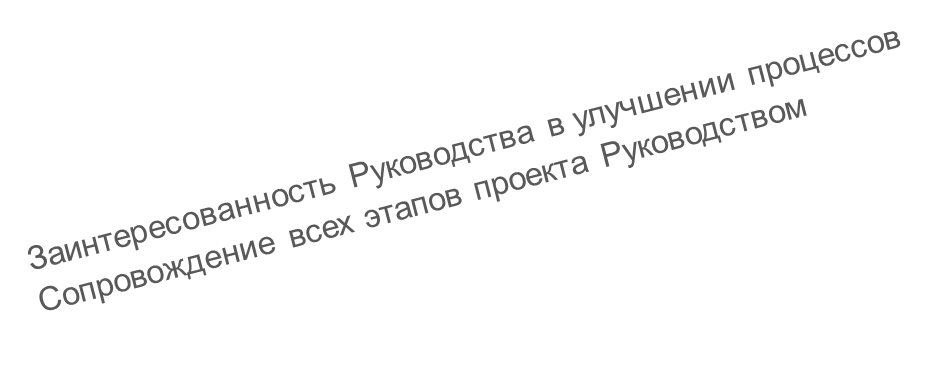 Заинтересованность Руководства в улучшении процессов
Сопровождение всех этапов проекта Руководством